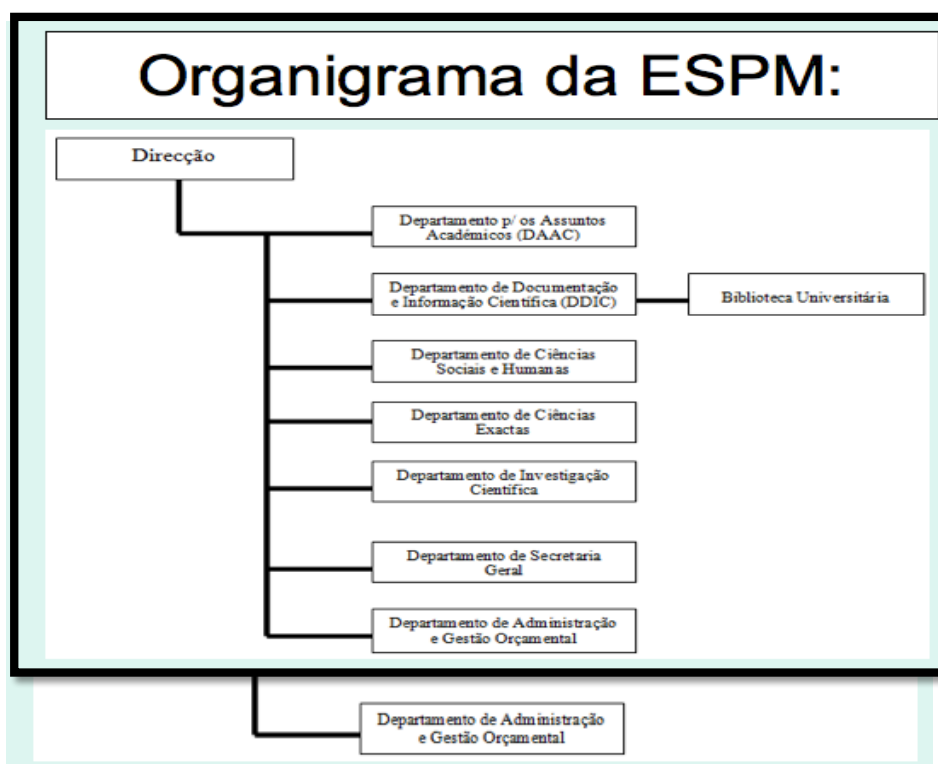 Organigrama da ESPM:
Direcção
Departamento p/ os Assuntos
Académicos (DAAC)
Departamento de Documentação
e Informação Científica (DDIC)
Biblioteca Universitária
Departamento de Ciências
Sociais e Humanas
Departamento de Ciências
Exactas
Departamento de Investigação
Científica
Departamento de Secretaria
Geral
Departamento de Administração
e Gestão Orçamental
Departamento de Administração
e Gestão Orçamental